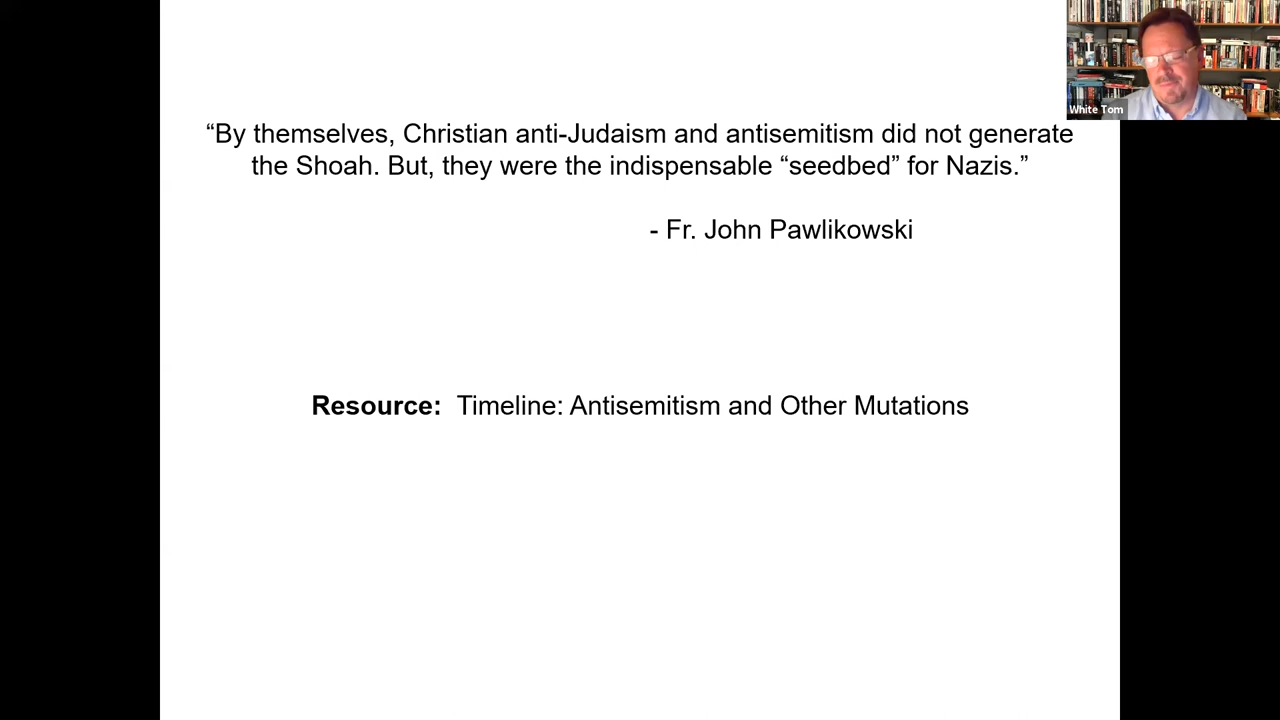 White Tom
“By themselves, Christian anti-Judaism and antisemitism did not generate
the Shoah. But, they were the indispensable “seedbed” for Nazis.”
- Fr. John Pawlikowski
Resource: Timeline: Antisemitism and Other Mutations